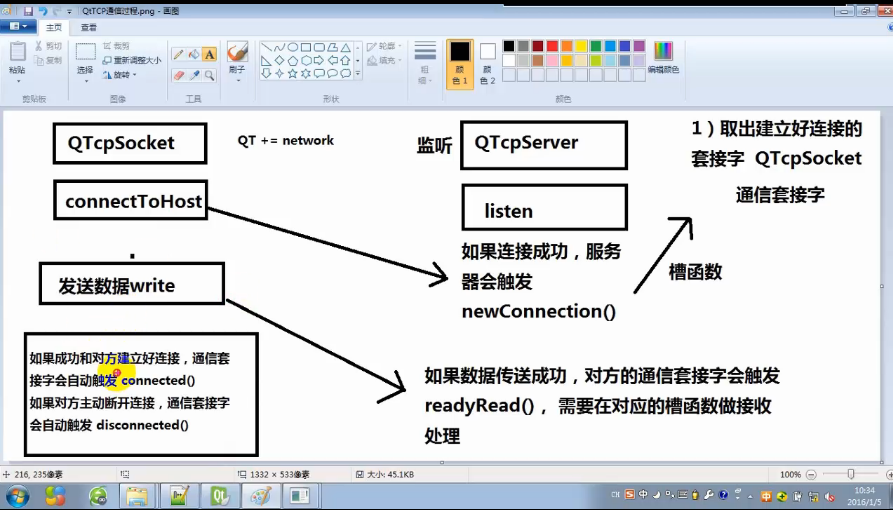 QtTCP通信过程.png - 画图
主页
查看
粘贴
剪切
复制
剪贴板
选择
裁剪
重新调整大小
旋转
图像
A
工具
刷子
形状
轮廓
填充
粗细
颜色 1
颜色 2
编辑颜色
颜色
QTcpSocket
QT += network
监听
QTcpServer
1）取出建立好连接的
套接字 QTcpSocket
通信套接字
connectToHost
listen
如果连接成功，服务
器会触发
newConnection()
槽函数
发送数据write
如果成功和对方建立好连接，通信套
接字会自动触发 connected()
如果对方主动断开连接，通信套接字
会自动触发 disconnected()
如果数据传送成功，对方的通信套接字会触发
readyRead()，需要在对应的槽函数做接收
处理
216, 235像素
1332 × 533像素
大小: 45.1KB
100%
CH
中
10:34
2016/1/5